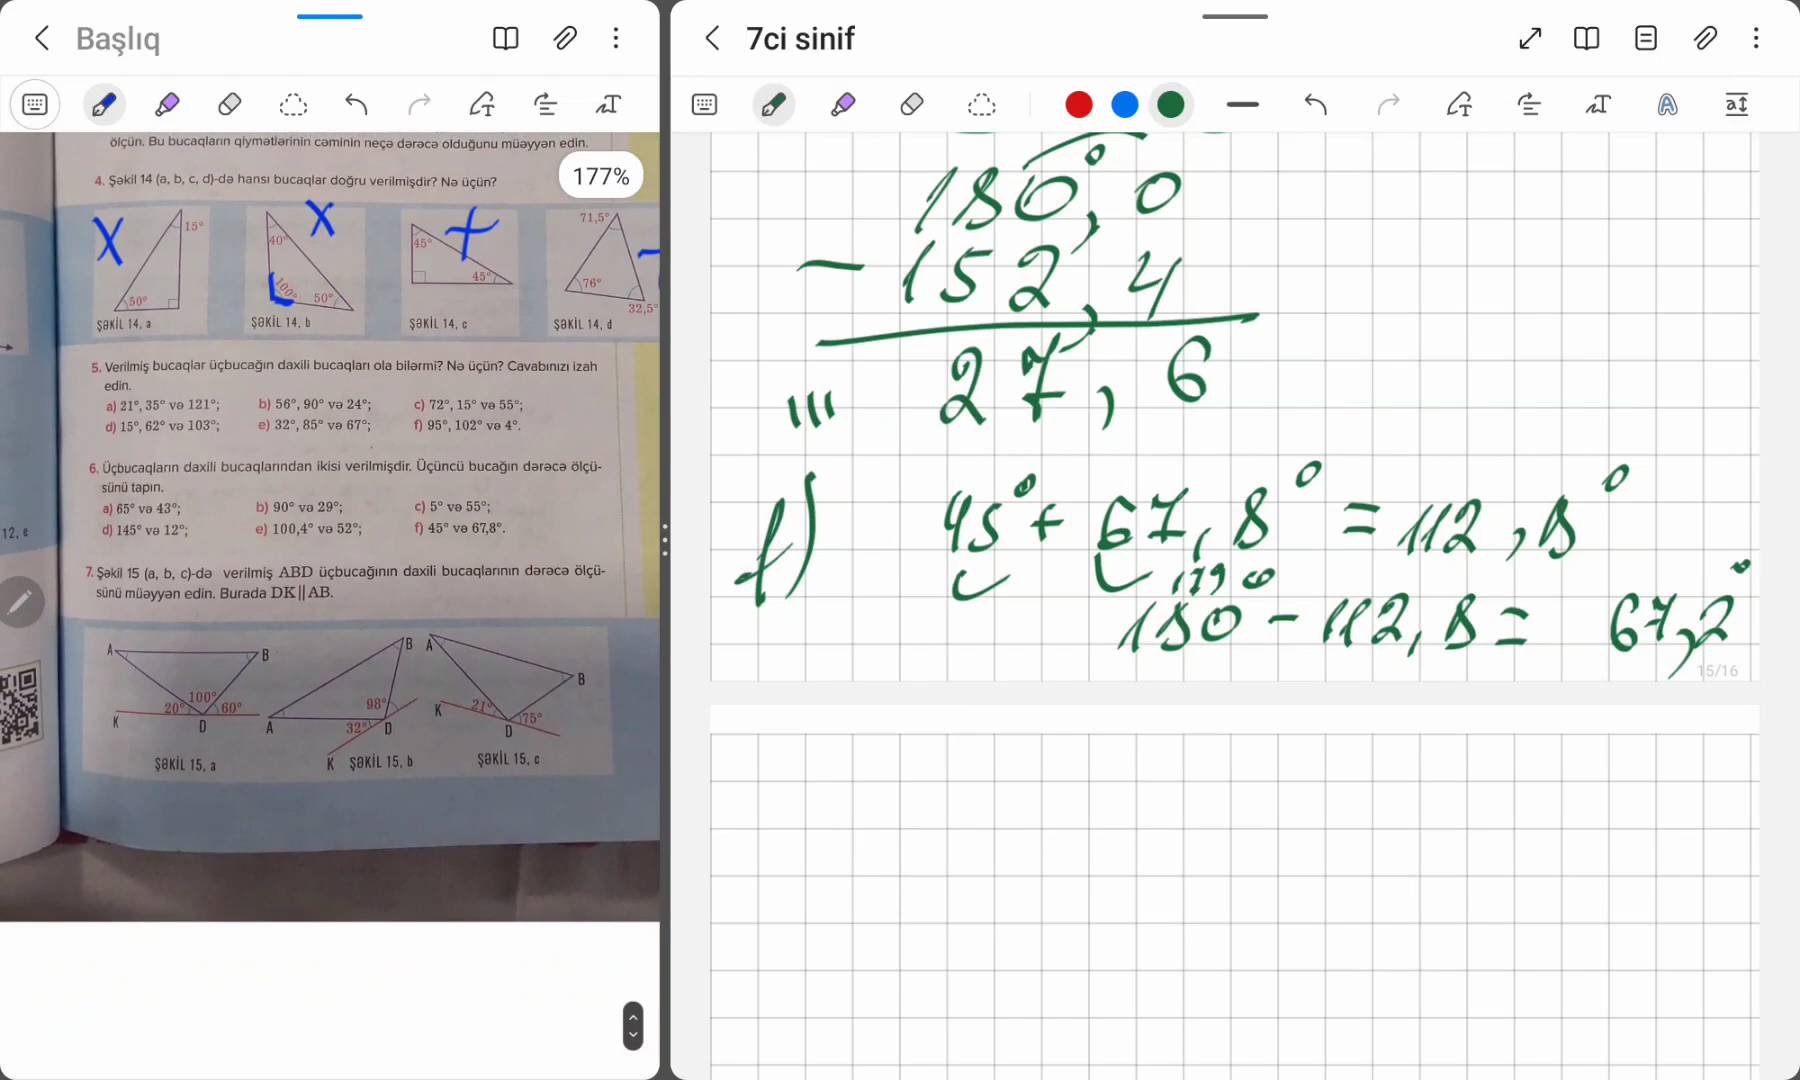 Başlıq
7ci sinif
177%
ölçün. Bu bucaqların qiymətlərinin cəminin neçə dərəcə olduğunu müəyyən edin.
4. Şəkil 14 (a, b, c, d)-də hansı bucaqlar doğru verilmişdir? Nə üçün?
X 15° 50°
X 40° 100° 50°
+ 45° 45°
71,5° 76° 32,5°
ŞƏKİL 14, a ŞƏKİL 14, b ŞƏKİL 14, c ŞƏKİL 14, d
5. Verilmiş bucaqlar üçbucağın daxili bucaqları ola bilərmi? Nə üçün? Cavabınızı izah
edin.
a) 21°, 35° və 121°; b) 56°, 90° və 24°; c) 72°, 15° və 55°;
d) 15°, 62° və 103°; e) 32°, 85° və 67°; f) 95°, 102° və 4°.
6. Üçbucaqların daxili bucaqlarından ikisi verilmişdir. Üçüncü bucağın dərəcə ölçü-
sünü tapın.
a) 65° və 43°; b) 90° və 29°; c) 5° və 55°;
d) 145° və 12°; e) 100,4° və 52°; f) 45° və 67,8°.
12, e
7. Şəkil 15 (a, b, c)-də verilmiş ABD üçbucağının daxili bucaqlarının dərəcə ölçü-
sünü müəyyən edin. Burada DK || AB.
A B 100° 20° 60° K D
B 98° A 32° D K
A B K 21° 75° D
ŞƏKİL 15, a ŞƏKİL 15, b ŞƏKİL 15, c
180°,0
- 152,4
27,6
f) 45° + 67,8° = 112,8°
179
180 - 112,8 = 67,2°
15/16